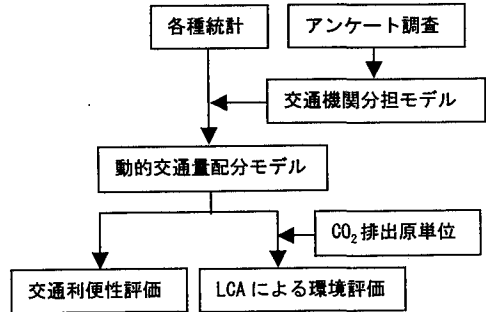 各種統計
アンケート調査
交通機関分担モデル
動的交通量配分モデル
CO₂排出原単位
交通利便性評価
LCAによる環境評価